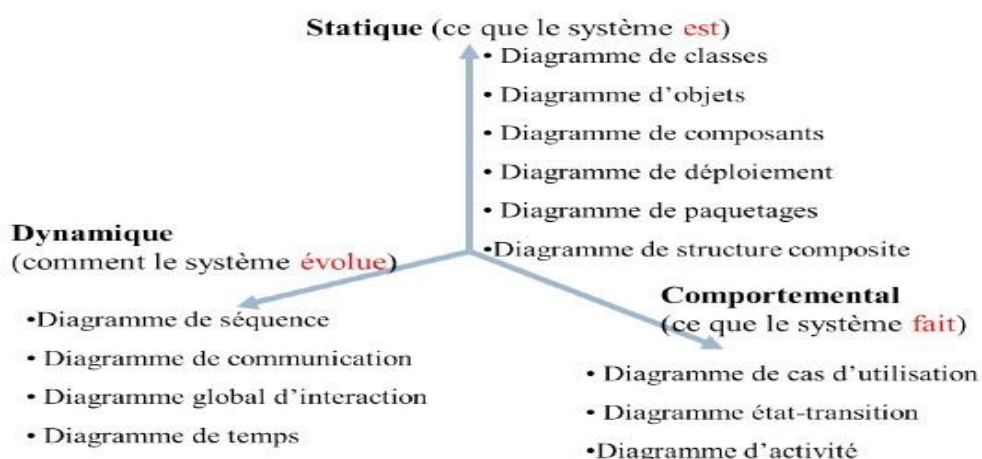 Statique (ce que le système est)
• Diagramme de classes
• Diagramme d'objets
• Diagramme de composants
• Diagramme de déploiement
• Diagramme de paquetages
•Diagramme de structure composite
Dynamique
(comment le système évolue)
•Diagramme de séquence
• Diagramme de communication
• Diagramme global d'interaction
• Diagramme de temps
Comportemental
(ce que le système fait)
• Diagramme de cas d'utilisation
• Diagramme état-transition
•Diagramme d'activité